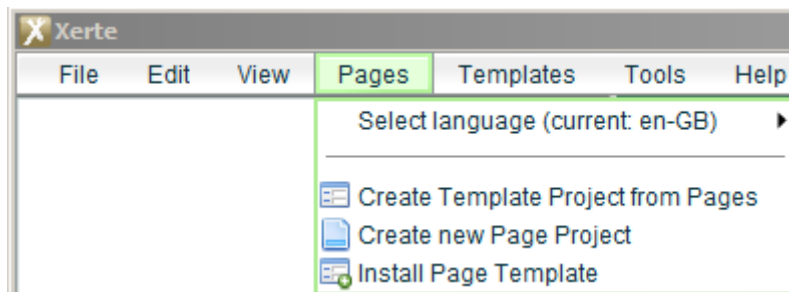 Xerte
File Edit View Pages Templates Tools Help
Select language (current: en-GB)
Create Template Project from Pages
Create new Page Project
Install Page Template